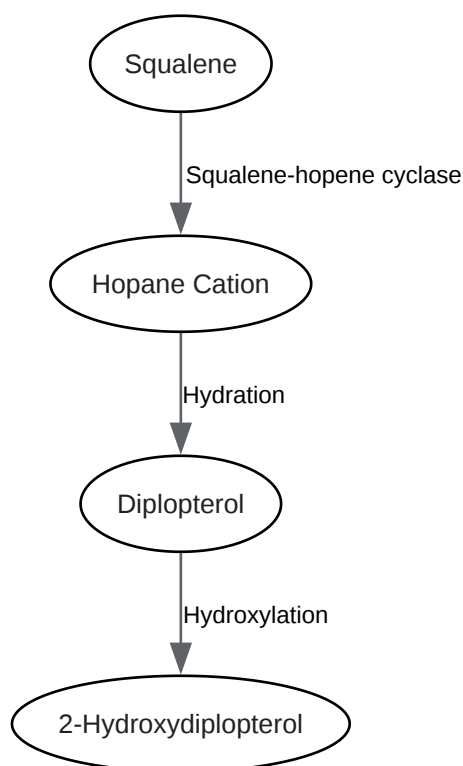 Squalene
Squalene-hopene cyclase
Hopane Cation
Hydration
Diplopterol
Hydroxylation
2-Hydroxydiplopterol